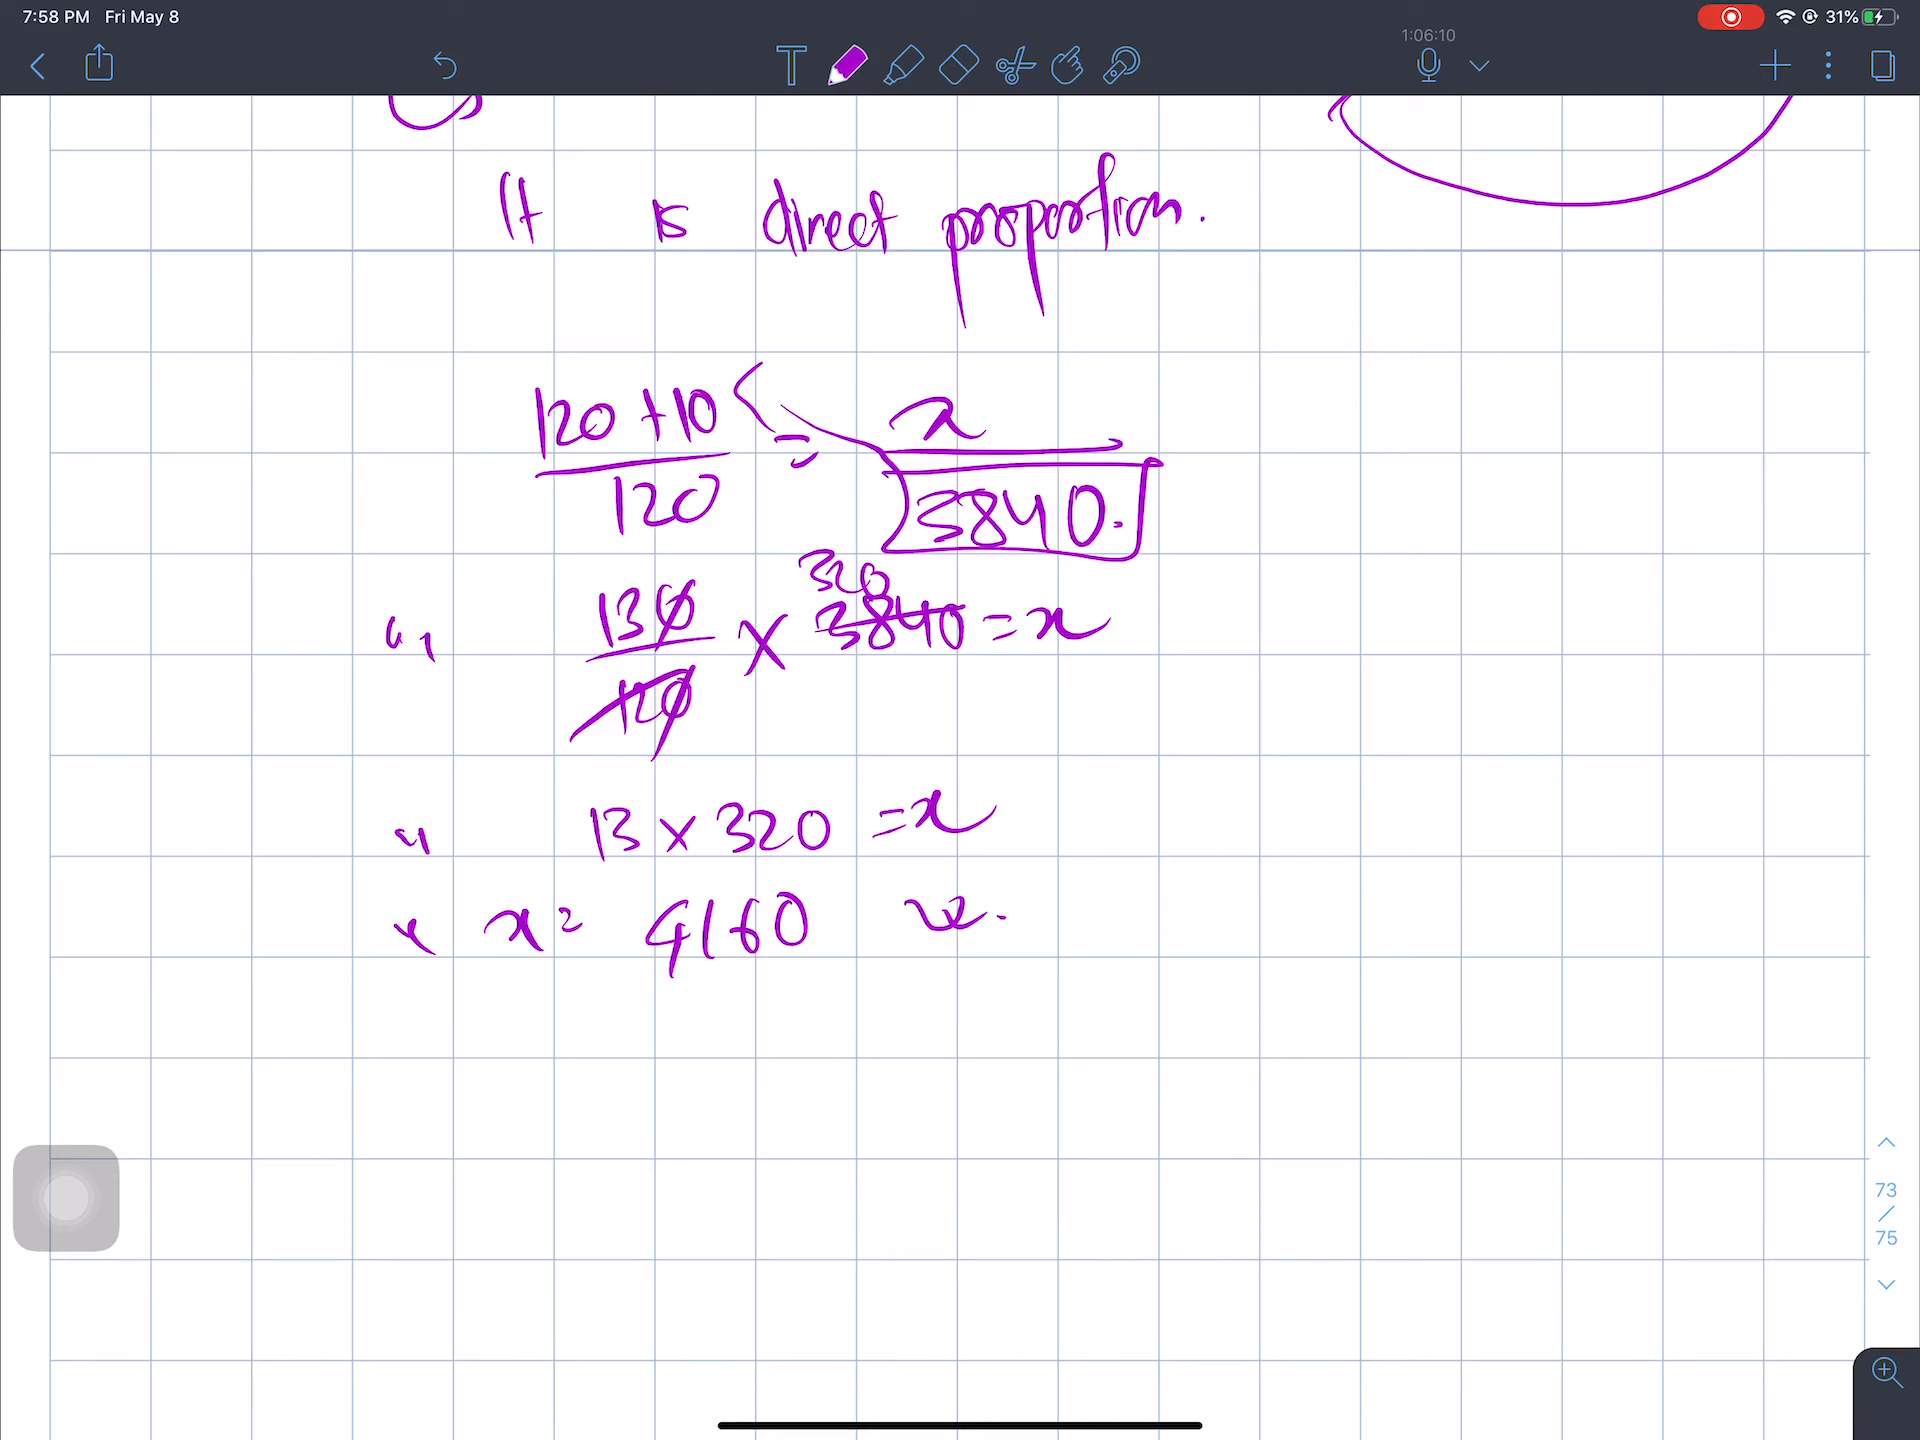 7:58 PM Fri May 8
31%
1:06:10
It is direct proportion.
120 +10 = x
120 3840.
320
130 × 3840 = x
120
13 × 320 = x
x = 4160
73
/
75